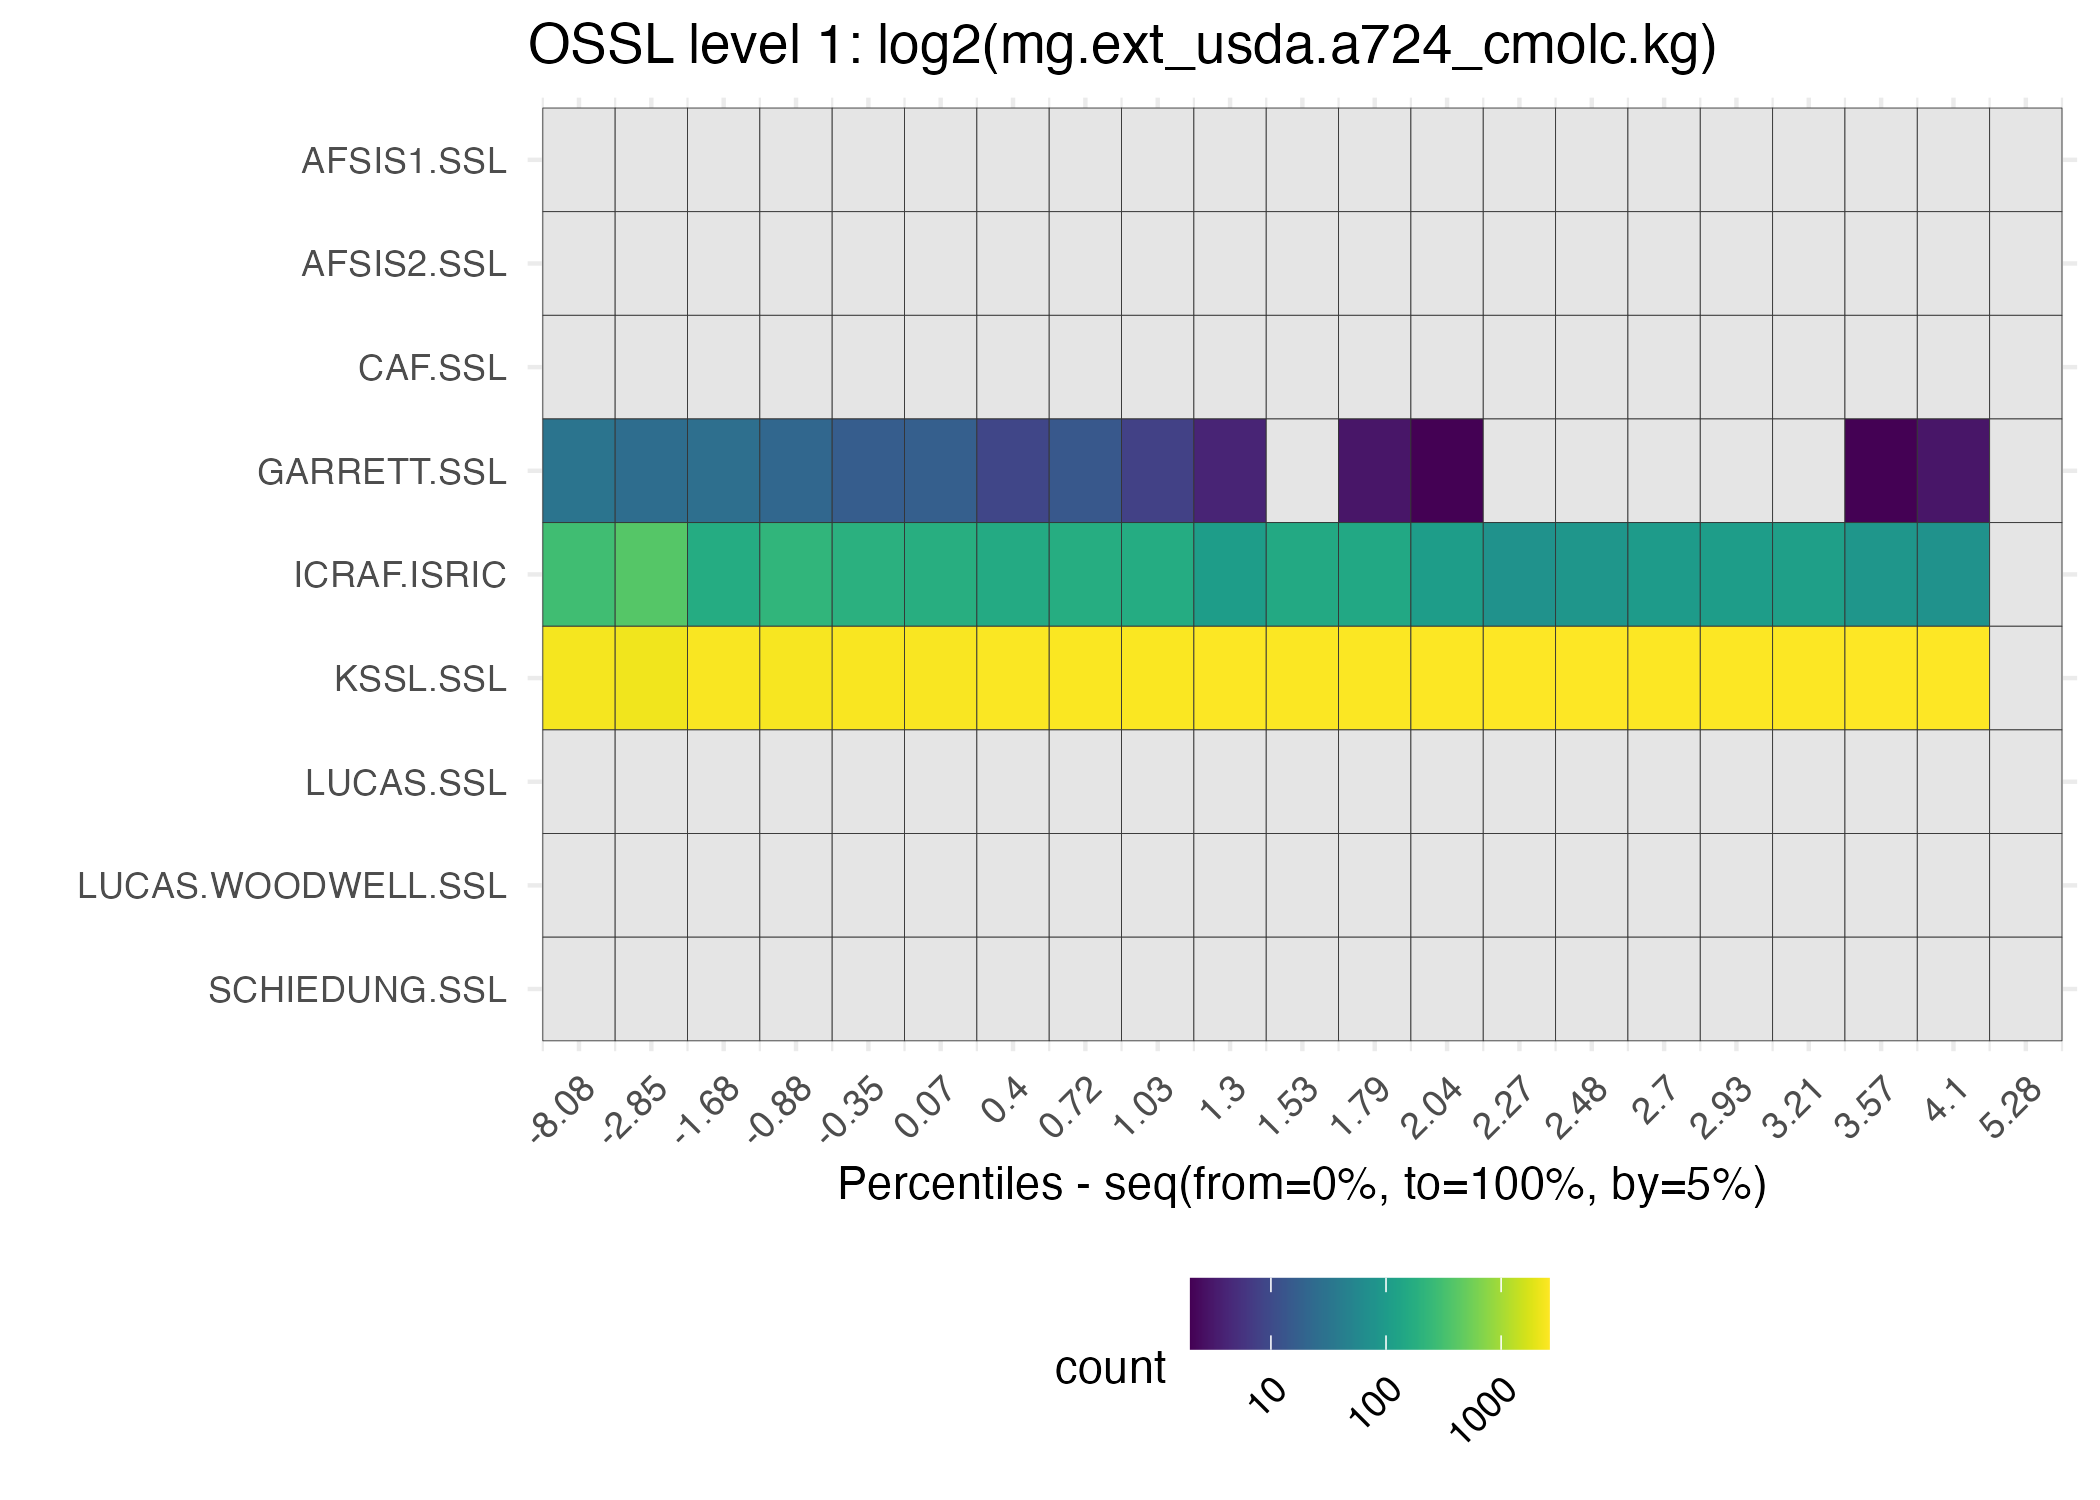 OSSL level 1: log2(mg.ext_usda.a724_cmolc.kg)
AFSIS1.SSL
AFSIS2.SSL
CAF.SSL
GARRETT.SSL
ICRAF.ISRIC
KSSL.SSL
LUCAS.SSL
LUCAS.WOODWELL.SSL
SCHIEDUNG.SSL
-8.08 -2.85 -1.68 -0.88 -0.35 0.07 0.4 0.72 1.03 1.3 1.53 1.79 2.04 2.27 2.48 2.7 2.93 3.21 3.57 4.1 5.28
Percentiles - seq(from=0%, to=100%, by=5%)
count
10 100 1000